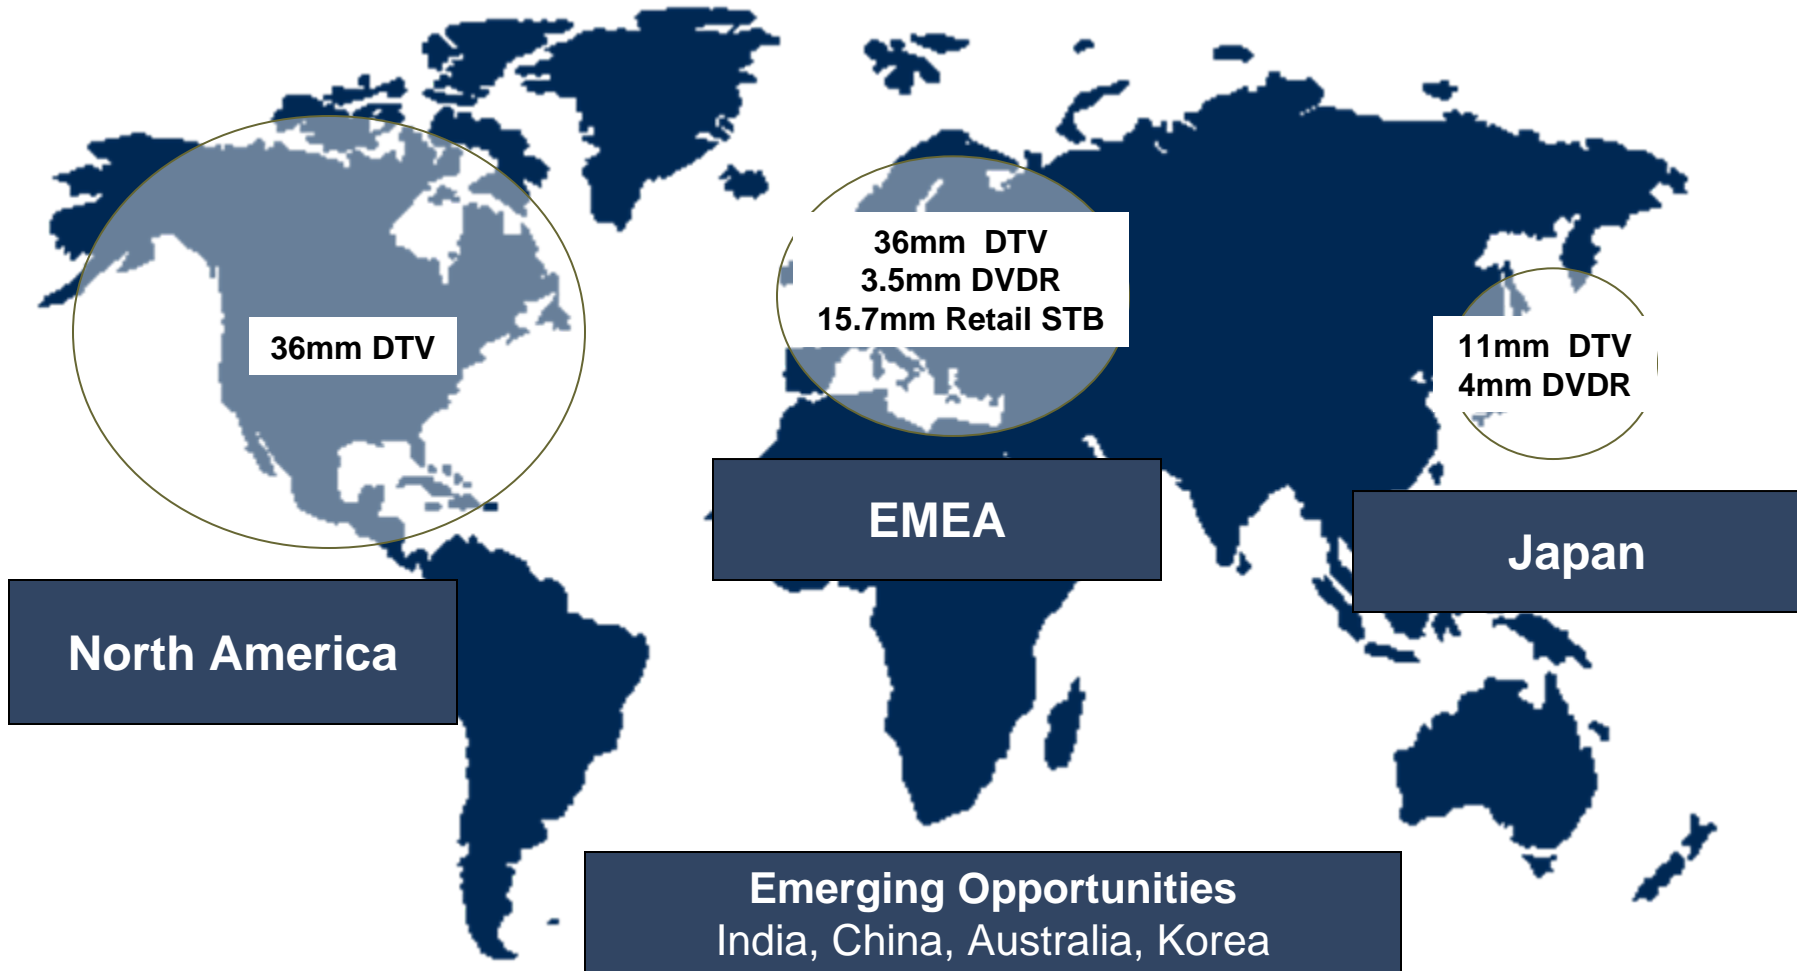 36mm DTV
36mm DTV
3.5mm DVDR
15.7mm Retail STB
11mm DTV
4mm DVDR
EMEA
Japan
North America
Emerging Opportunities
India, China, Australia, Korea